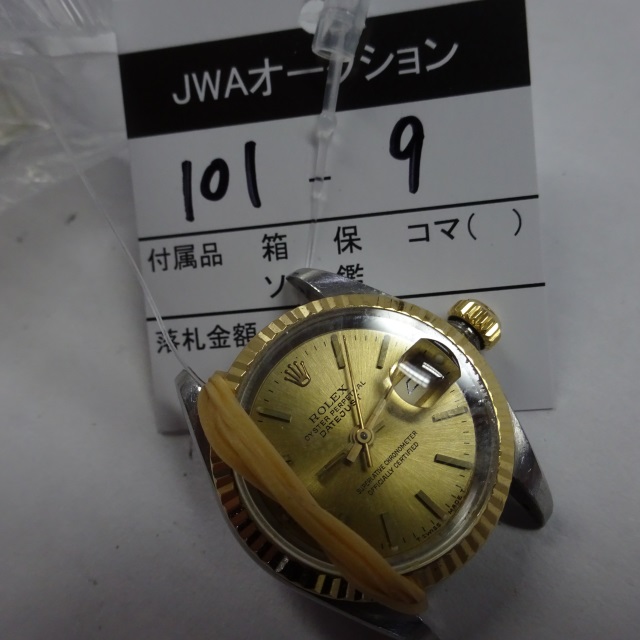 JWAオークション
101 - 9
付属品 箱 保 コマ( )
ソ 鑑
落札金額
ROLEX
OYSTER PERPETUAL
DATEJUST
SUPERLATIVE CHRONOMETER
OFFICIALLY CERTIFIED